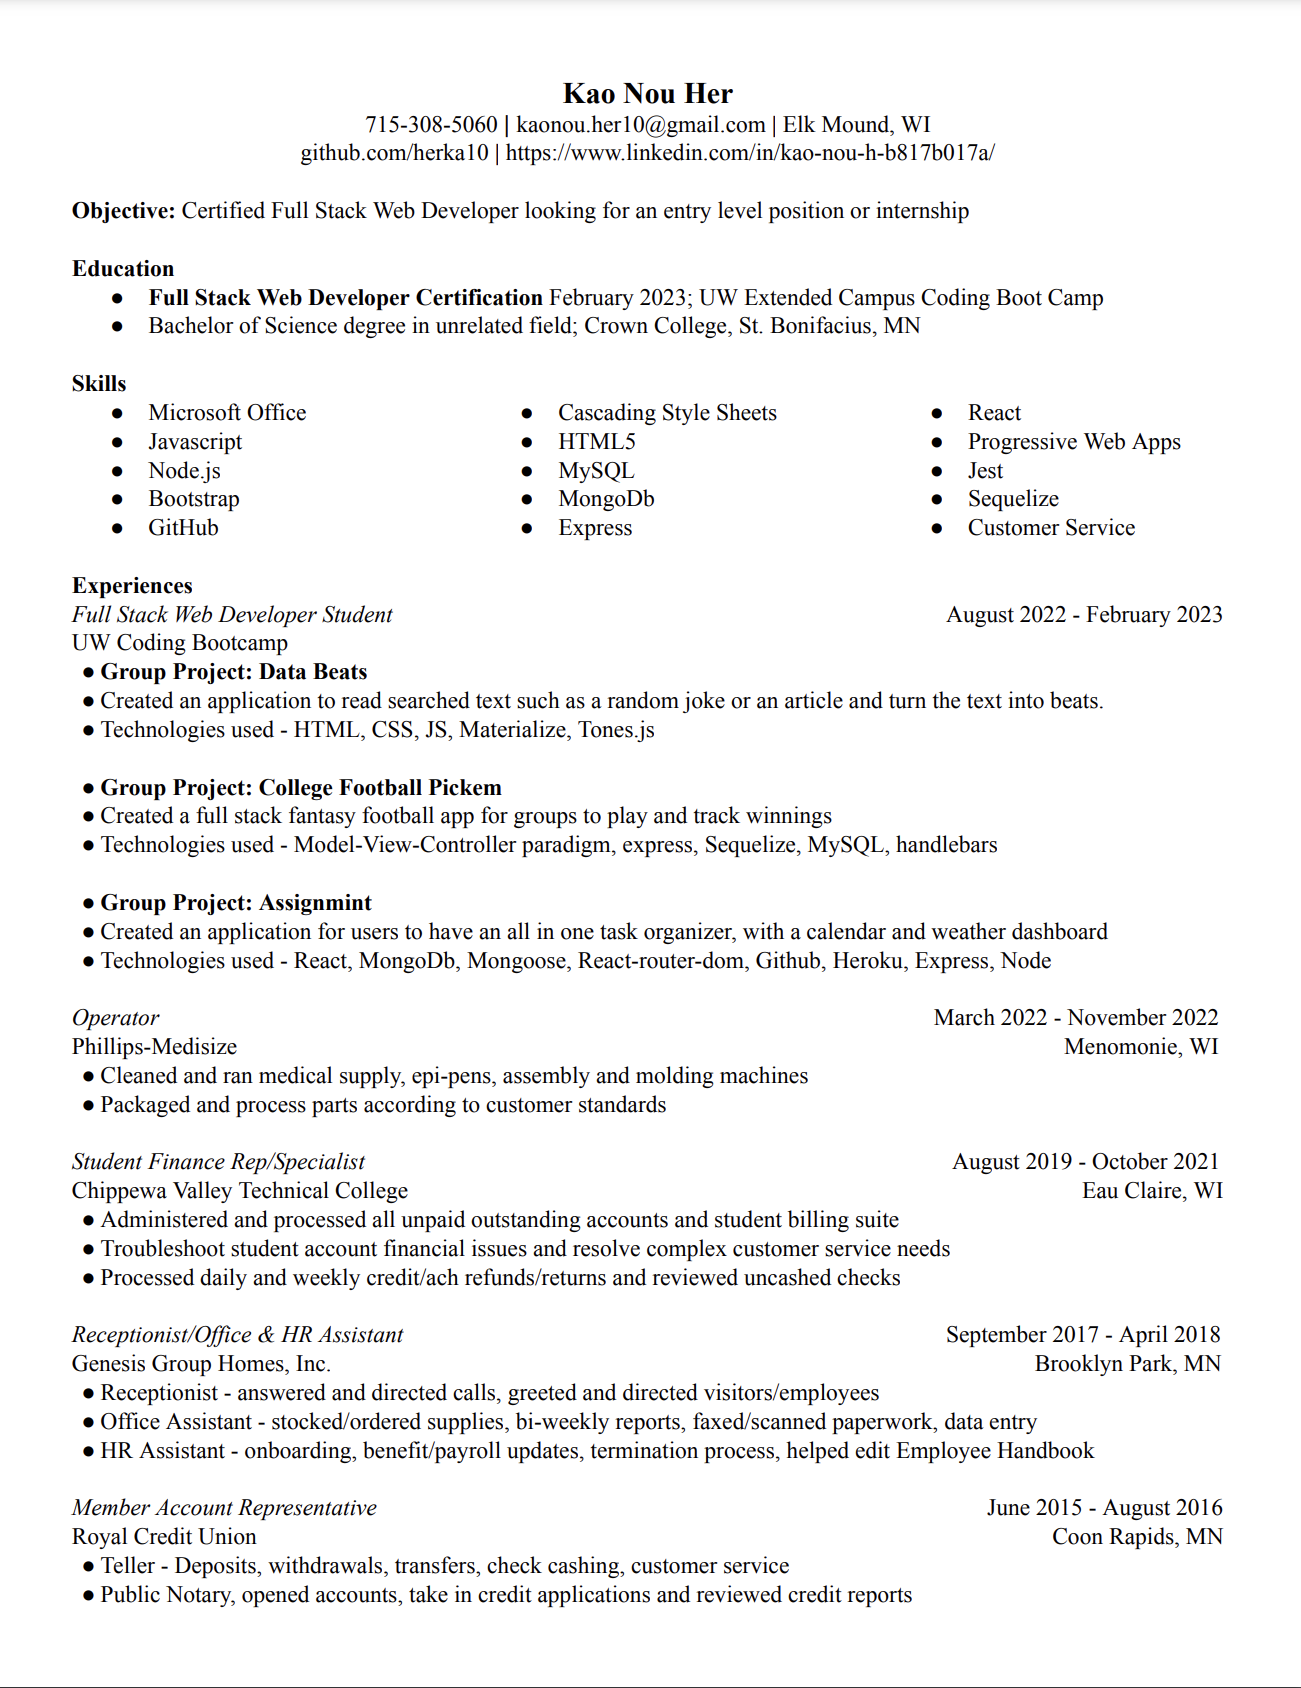 Kao Nou Her
715-308-5060 | kaonou.her10@gmail.com | Elk Mound, WI
github.com/herka10 | https://www.linkedin.com/in/kao-nou-h-b817b017a/
Objective: Certified Full Stack Web Developer looking for an entry level position or internship
Education
● Full Stack Web Developer Certification February 2023; UW Extended Campus Coding Boot Camp
● Bachelor of Science degree in unrelated field; Crown College, St. Bonifacius, MN
Skills
● Microsoft Office ● Cascading Style Sheets ● React
● Javascript ● HTML5 ● Progressive Web Apps
● Node.js ● MySQL ● Jest
● Bootstrap ● MongoDb ● Sequelize
● GitHub ● Express ● Customer Service
Experiences
Full Stack Web Developer Student August 2022 - February 2023
UW Coding Bootcamp
● Group Project: Data Beats
● Created an application to read searched text such as a random joke or an article and turn the text into beats.
● Technologies used - HTML, CSS, JS, Materialize, Tones.js
● Group Project: College Football Pickem
● Created a full stack fantasy football app for groups to play and track winnings
● Technologies used - Model-View-Controller paradigm, express, Sequelize, MySQL, handlebars
● Group Project: Assignmint
● Created an application for users to have an all in one task organizer, with a calendar and weather dashboard
● Technologies used - React, MongoDb, Mongoose, React-router-dom, Github, Heroku, Express, Node
Operator March 2022 - November 2022
Phillips-Medisize Menomonie, WI
● Cleaned and ran medical supply, epi-pens, assembly and molding machines
● Packaged and process parts according to customer standards
Student Finance Rep/Specialist August 2019 - October 2021
Chippewa Valley Technical College Eau Claire, WI
● Administered and processed all unpaid outstanding accounts and student billing suite
● Troubleshoot student account financial issues and resolve complex customer service needs
● Processed daily and weekly credit/ach refunds/returns and reviewed uncashed checks
Receptionist/Office & HR Assistant September 2017 - April 2018
Genesis Group Homes, Inc. Brooklyn Park, MN
● Receptionist - answered and directed calls, greeted and directed visitors/employees
● Office Assistant - stocked/ordered supplies, bi-weekly reports, faxed/scanned paperwork, data entry
● HR Assistant - onboarding, benefit/payroll updates, termination process, helped edit Employee Handbook
Member Account Representative June 2015 - August 2016
Royal Credit Union Coon Rapids, MN
● Teller - Deposits, withdrawals, transfers, check cashing, customer service
● Public Notary, opened accounts, take in credit applications and reviewed credit reports